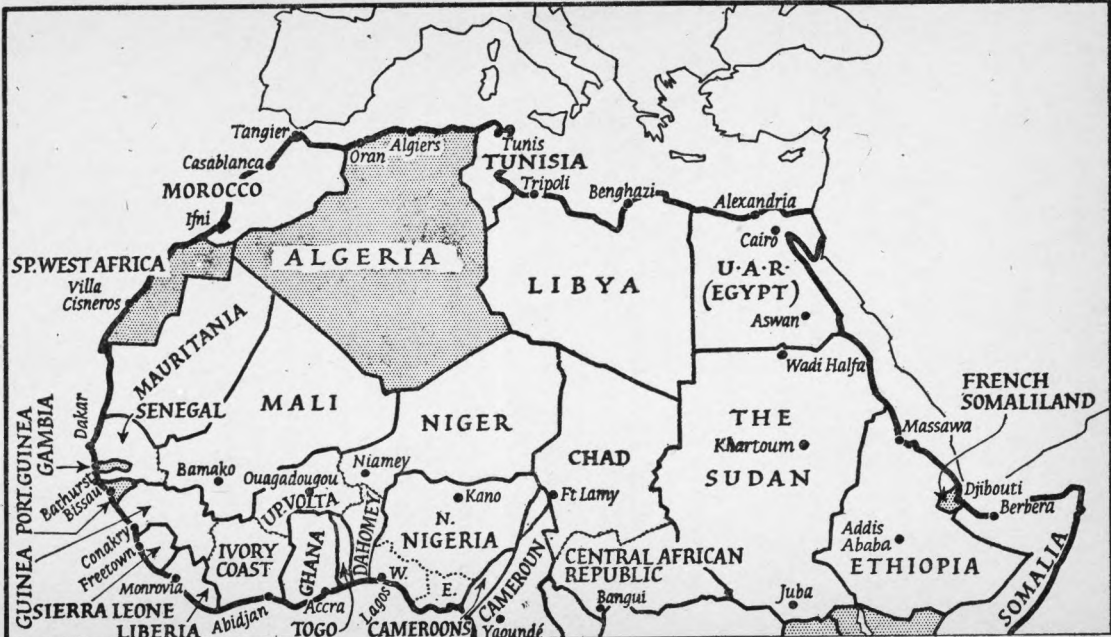 Tangier
Oran
Algiers
Tunis
TUNISIA
Casablanca
MOROCCO
Tripoli
Benghazi
Alexandria
Ifni
Cairo
SP. WEST AFRICA
ALGERIA
LIBYA
U·A·R·
(EGYPT)
Villa
Cisneros
Aswan
MAURITANIA
Wadi Halfa
FRENCH
SOMALILAND
SENEGAL
MALI
NIGER
THE
SUDAN
Massawa
Dakar
GAMBIA
PORT. GUINEA
GUINEA
Khartoum
CHAD
Bamako
Ouagadougou
Niamey
Bathurst
Bissau
UP. VOLTA
Kano
Ft Lamy
Djibouti
Berbera
N.
NIGERIA
DAHOMEY
Conakry
Freetown
IVORY
COAST
GHANA
Addis
Ababa
ETHIOPIA
CENTRAL AFRICAN
REPUBLIC
W.
E.
CAMEROUN
SOMALIA
Monrovia
SIERRA LEONE
LIBERIA
Abidjan
Accra
TOGO
Lagos
CAMEROONS
Yaoundé
Bangui
Juba